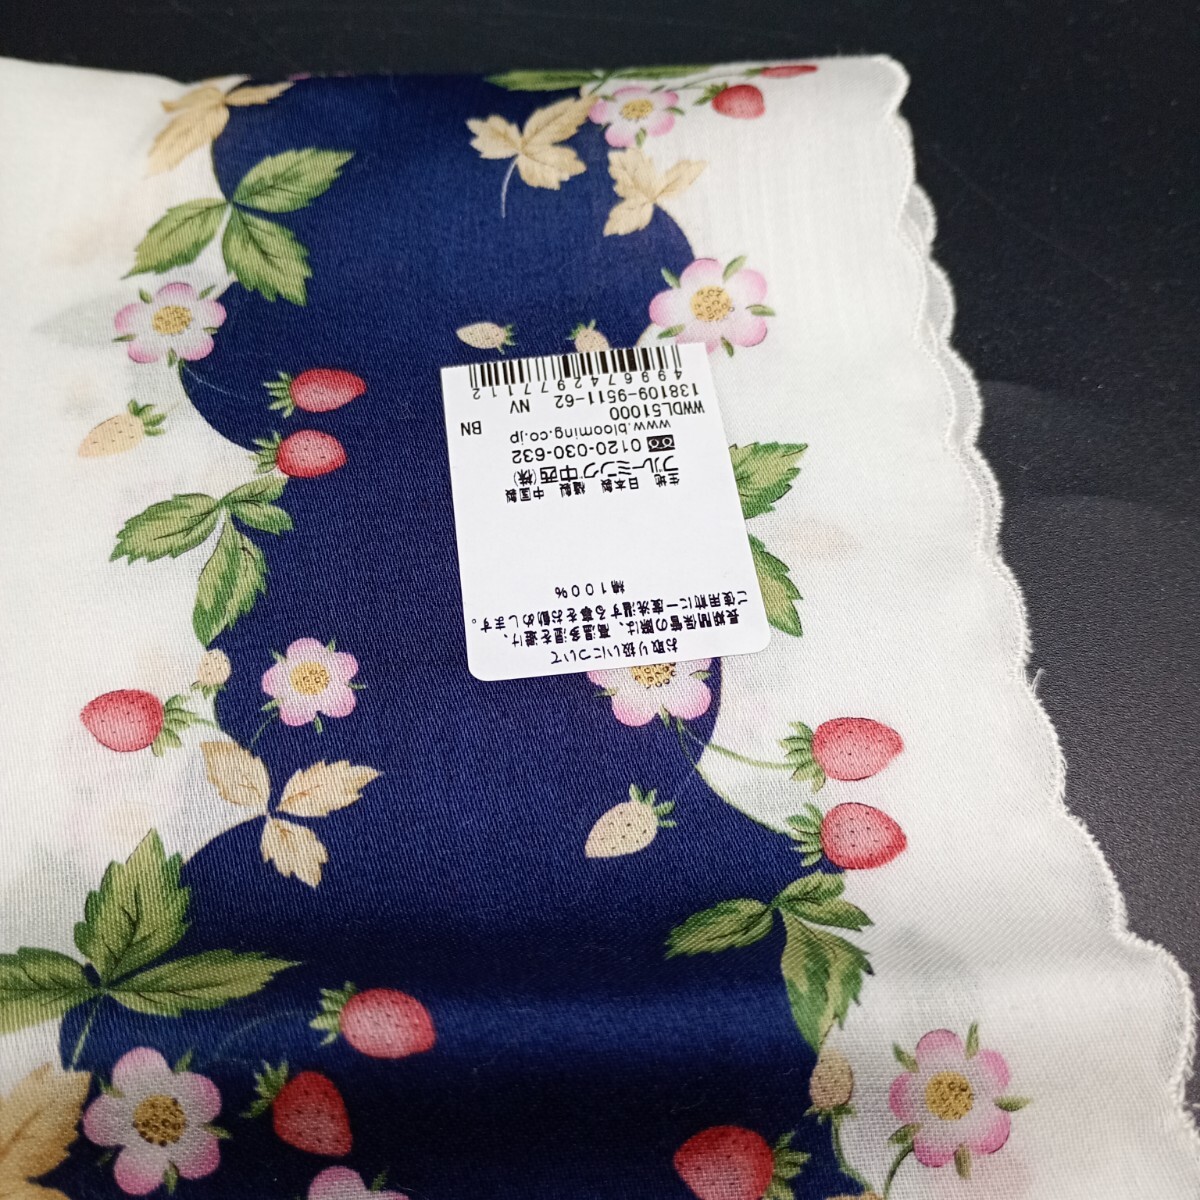 お取り扱いについて
長期間保管の際は、高温多湿を避け、
ご使用前に一度洗濯する事をお勧めします。
綿100%
生地 日本製 縫製 中国製
ブルーミング中西(株)
0120-030-632
www.blooming.co.jp
WWDL51000 BN
138109-9511-62 NV
4996742977112